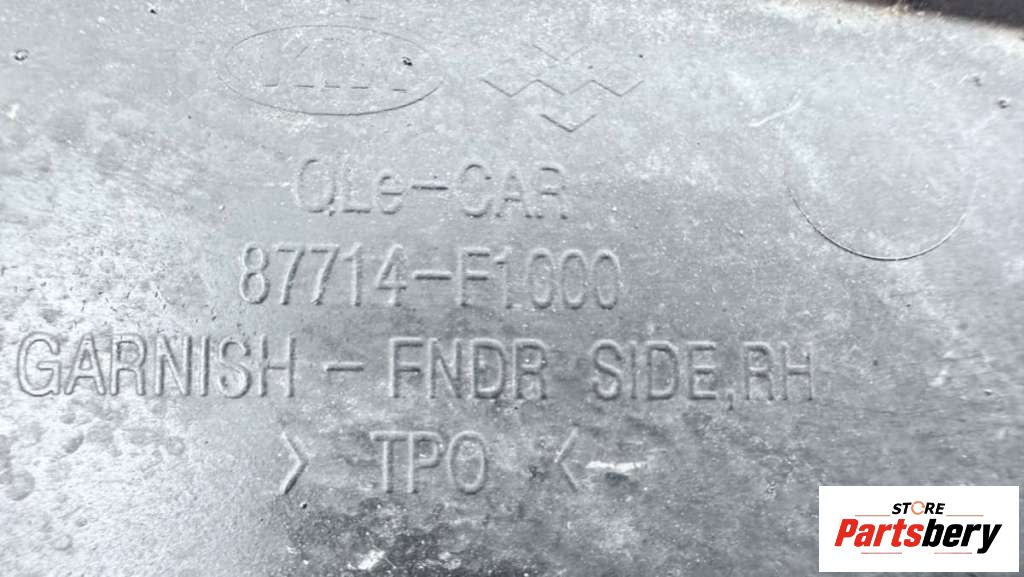 KIA
QLe-CAR
87714-F1000
GARNISH - FNDR SIDE,RH
> TPO <
STORE
Partsbery